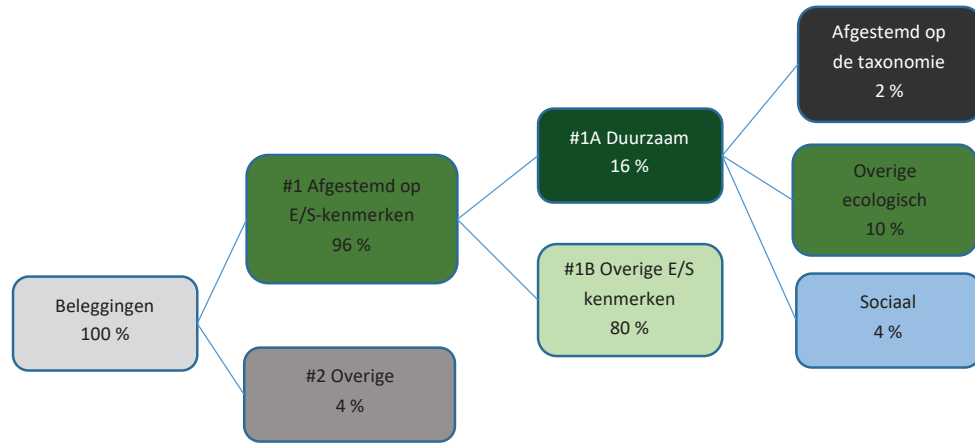 Beleggingen
100 %
#1 Afgestemd op
E/S-kenmerken
96 %
#2 Overige
4 %
#1A Duurzaam
16 %
#1B Overige E/S
kenmerken
80 %
Afgestemd op
de taxonomie
2 %
Overige
ecologisch
10 %
Sociaal
4 %